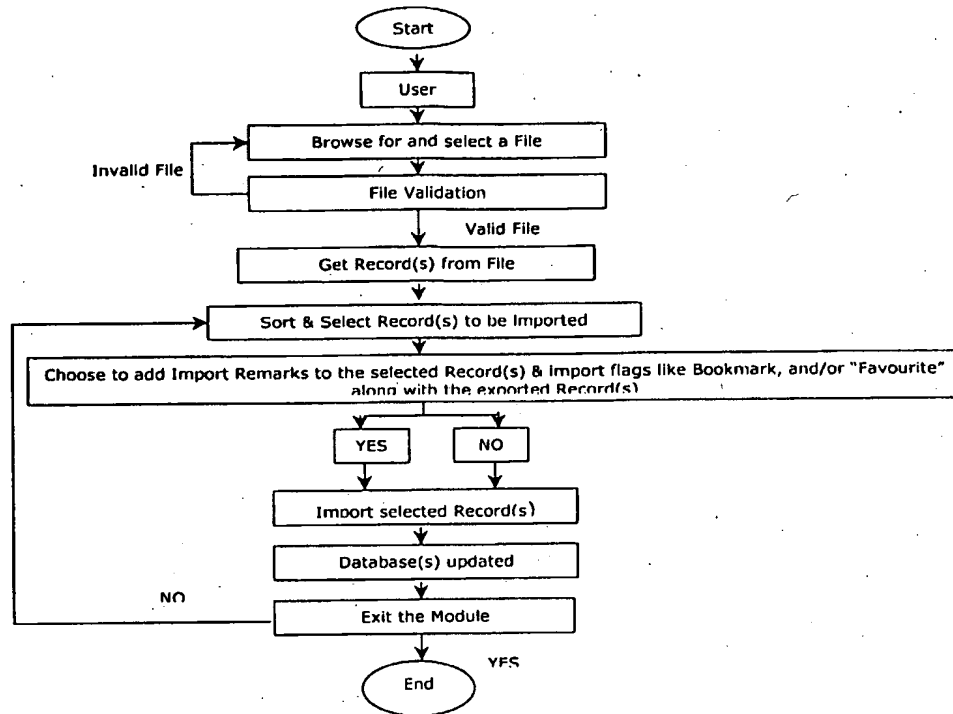 Start
User
Browse for and select a File
Invalid File
File Validation
Valid File
Get Record(s) from File
Sort & Select Record(s) to be Imported
Choose to add Import Remarks to the selected Record(s) & Import flags like Bookmark, and/or "Favourite"
along with the exported Record(s)
YES
NO
Import selected Record(s)
Database(s) updated
NO
Exit the Module
YES
End